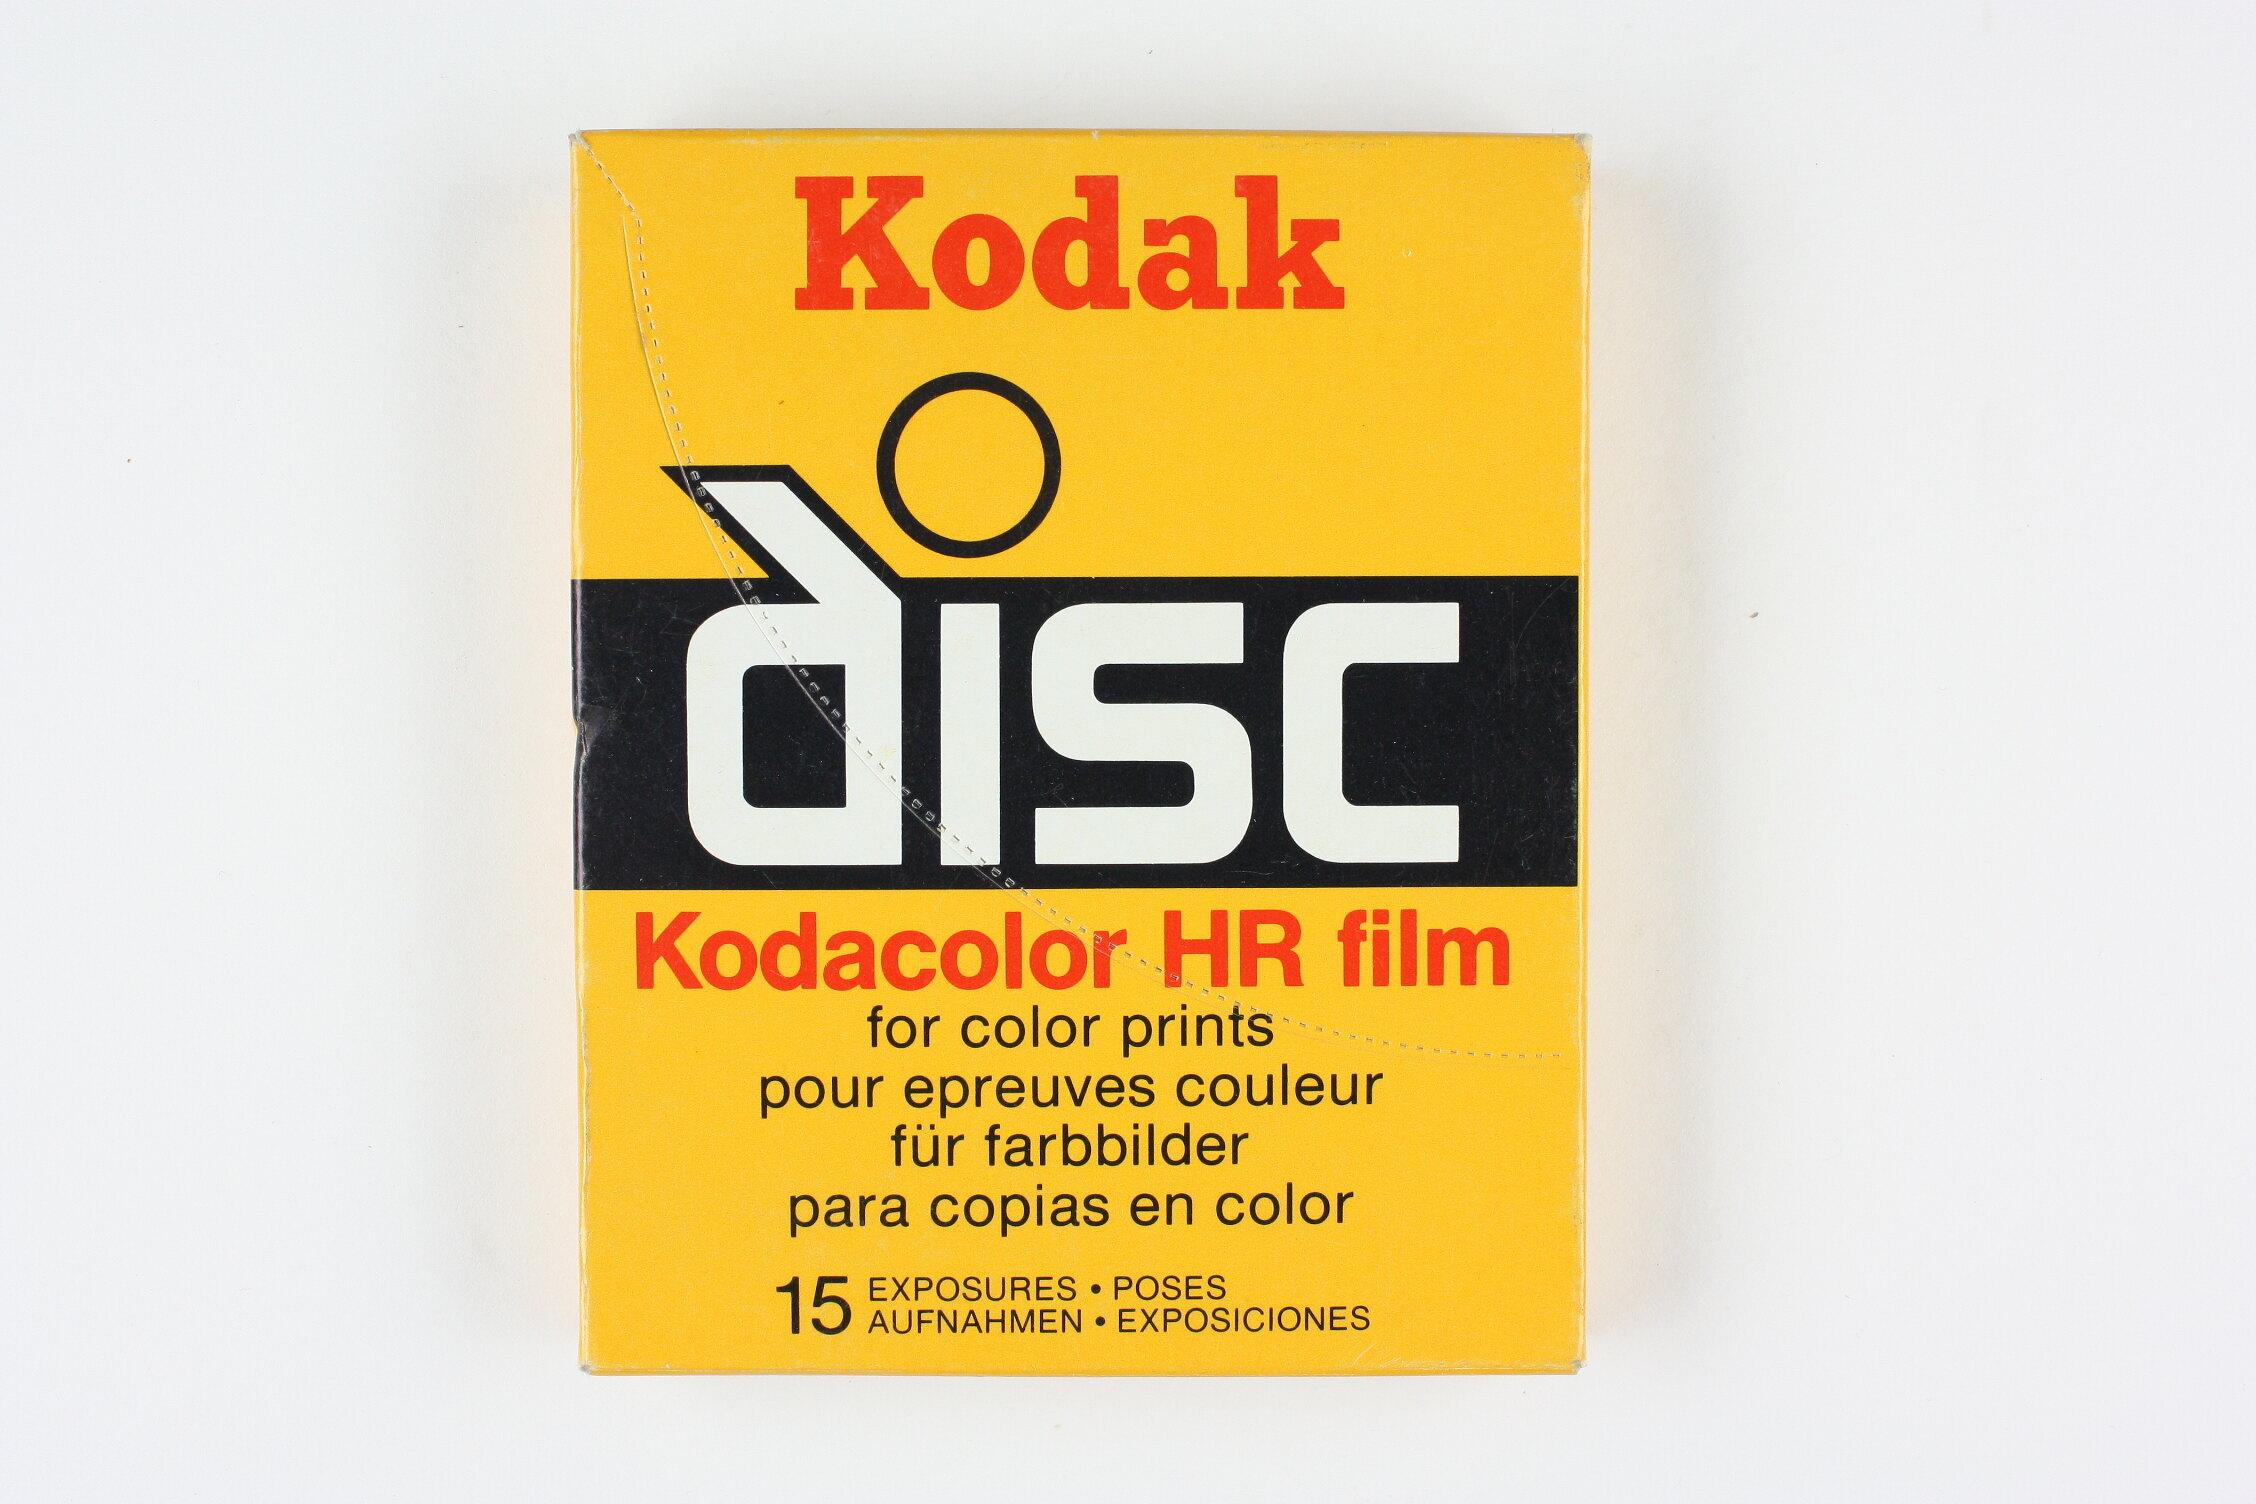 Kodak
disc
Kodacolor HR film
for color prints
pour epreuves couleur
für farbbilder
para copias en color
15 EXPOSURES • POSES
AUFNAHMEN • EXPOSICIONES